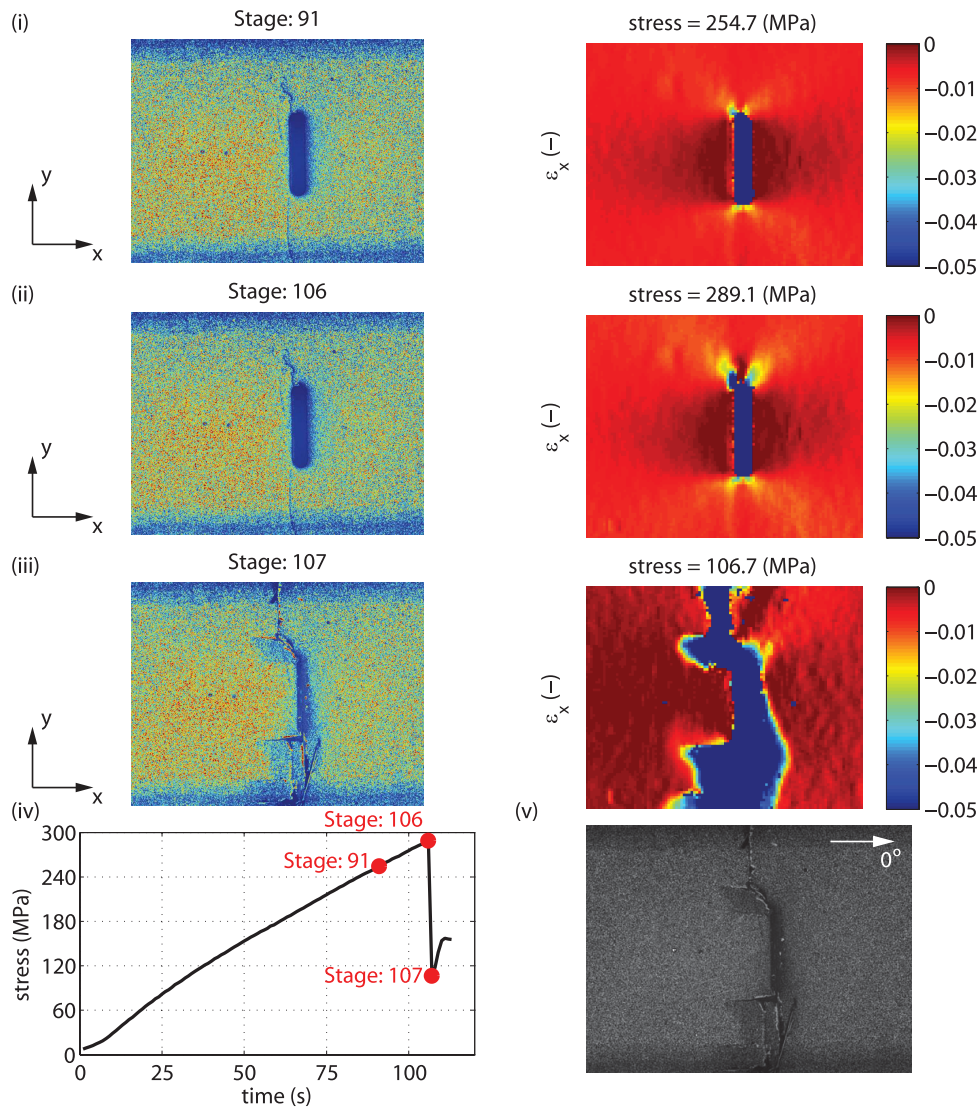 (i)
Stage: 91
stress = 254.7 (MPa)
y
x
ε_x (−)
0
−0.01
−0.02
−0.03
−0.04
−0.05
(ii)
Stage: 106
stress = 289.1 (MPa)
y
x
ε_x (−)
0
−0.01
−0.02
−0.03
−0.04
−0.05
(iii)
Stage: 107
stress = 106.7 (MPa)
y
x
ε_x (−)
0
−0.01
−0.02
−0.03
−0.04
−0.05
(iv)
Stage: 106
Stage: 91
Stage: 107
300
240
180
120
60
0
stress (MPa)
0 25 50 75 100
time (s)
(v)
0°